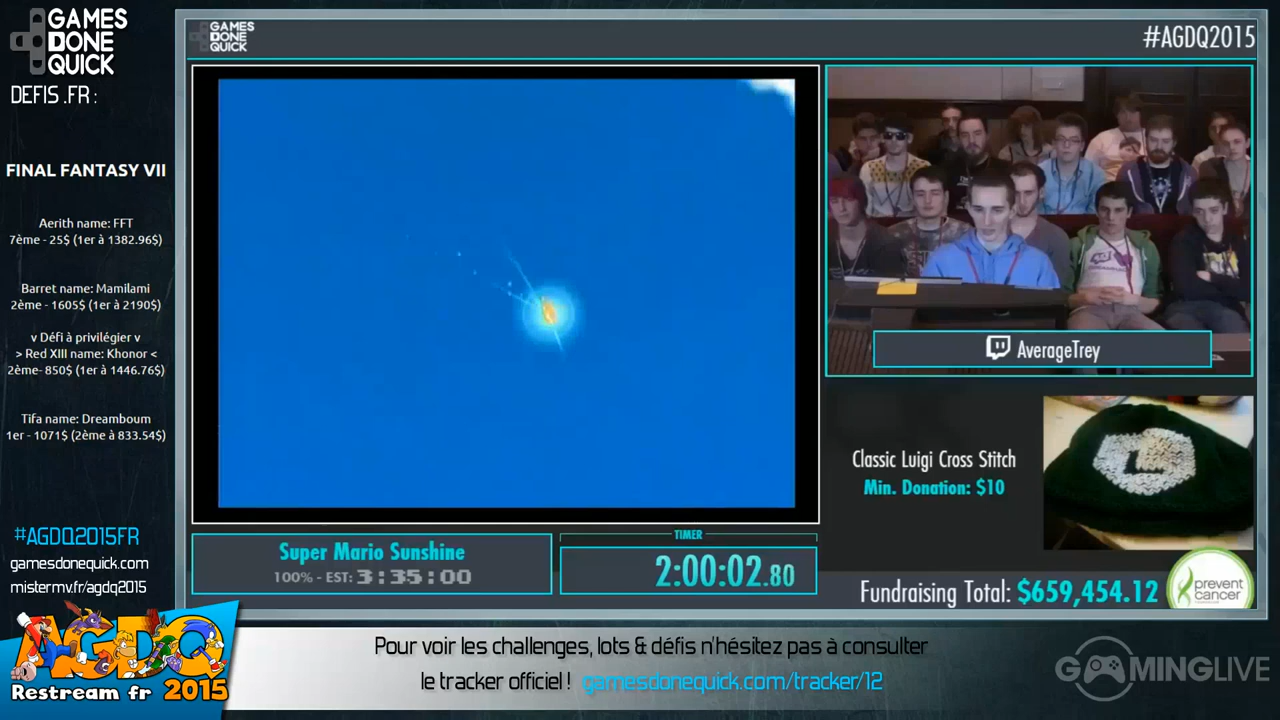 GAMES
DONE
QUICK
DEFIS .FR :
FINAL FANTASY VII
Aerith name: FFT
7ème - 25$ (1er à 1382.96$)
Barret name: Mamilami
2ème - 1605$ (1er à 2190$)
v Défi à privilégier v
> Red XIII name: Khonor <
2ème- 850$ (1er à 1446.76$)
Tifa name: Dreamboum
1er - 1071$ (2ème à 833.54$)
#AGDQ2015FR
gamesdonequick.com
mistermv.fr/agdq2015
AGDQ
Restream fr 2015
GAMES
DONE
QUICK
#AGDQ2015
AverageTrey
Classic Luigi Cross Stitch
Min. Donation: $10
L
Super Mario Sunshine
100% - EST: 3:35:00
TIMER
2:00:02.80
Fundraising Total: $659,454.12
prevent
cancer
Pour voir les challenges, lots & défis n'hésitez pas à consulter
le tracker officiel ! gamesdonequick.com/tracker/12
GAMINGLIVE